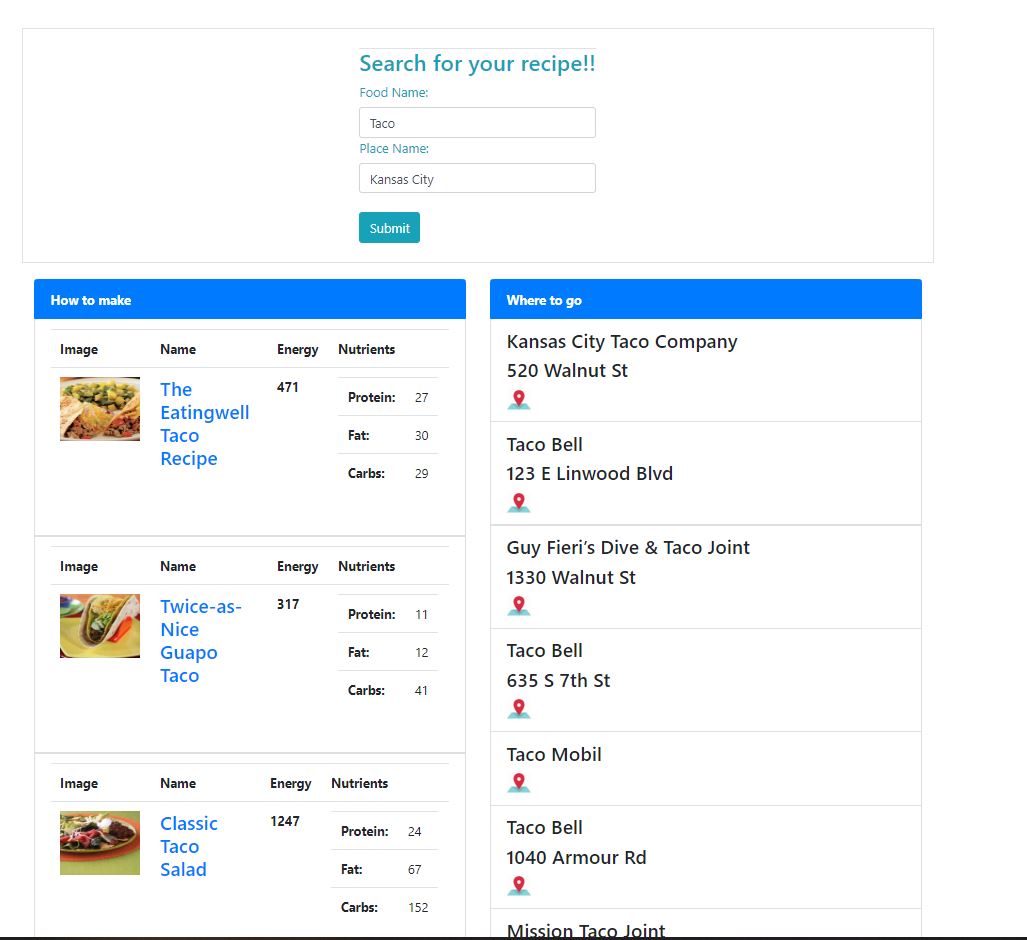 Search for your recipe!!
Food Name:
Taco
Place Name:
Kansas City
Submit
How to make
Image Name Energy Nutrients
The
Eatingwell
Taco
Recipe
471
Protein: 27
Fat: 30
Carbs: 29
Image Name Energy Nutrients
Twice-as-
Nice
Guapo
Taco
317
Protein: 11
Fat: 12
Carbs: 41
Image Name Energy Nutrients
Classic
Taco
Salad
1247
Protein: 24
Fat: 67
Carbs: 152
Where to go
Kansas City Taco Company
520 Walnut St
Taco Bell
123 E Linwood Blvd
Guy Fieri’s Dive & Taco Joint
1330 Walnut St
Taco Bell
635 S 7th St
Taco Mobil
Taco Bell
1040 Armour Rd
Mission Taco Joint